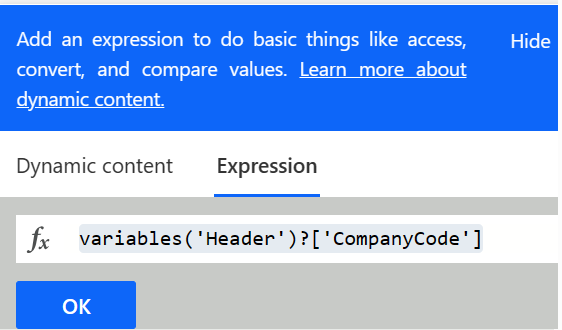 Add an expression to do basic things like access, Hide
convert, and compare values. Learn more about
dynamic content.
Dynamic content Expression
fx variables('Header')?['CompanyCode']
OK